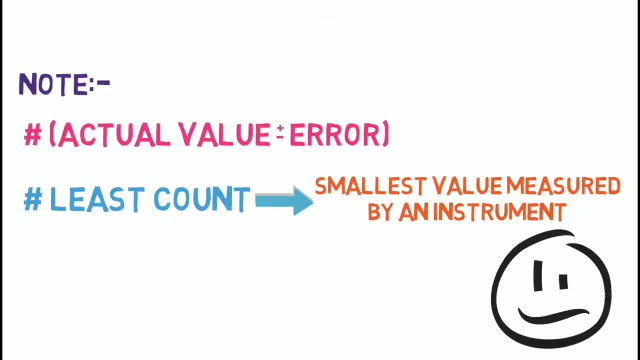 NOTE:-
# (ACTUAL VALUE ± ERROR)
# LEAST COUNT
SMALLEST VALUE MEASURED
BY AN INSTRUMENT